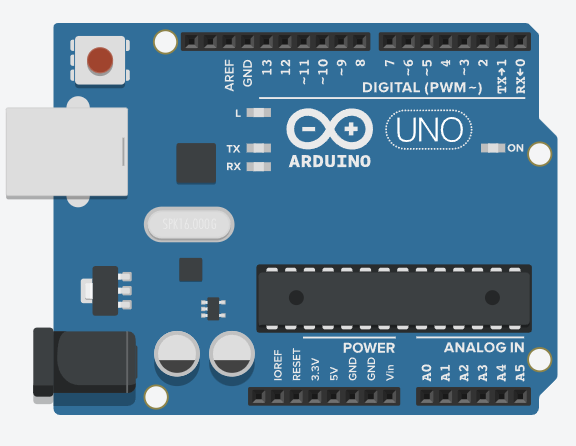 AREF
GND
13
12
~11
~10
~9
8
7
~6
~5
4
~3
2
TX→1
RX←0
DIGITAL (PWM~)
L
TX
RX
ARDUINO
UNO
ON
SPK16.000G
POWER
ANALOG IN
IOREF
RESET
3.3V
5V
GND
GND
Vin
A0
A1
A2
A3
A4
A5